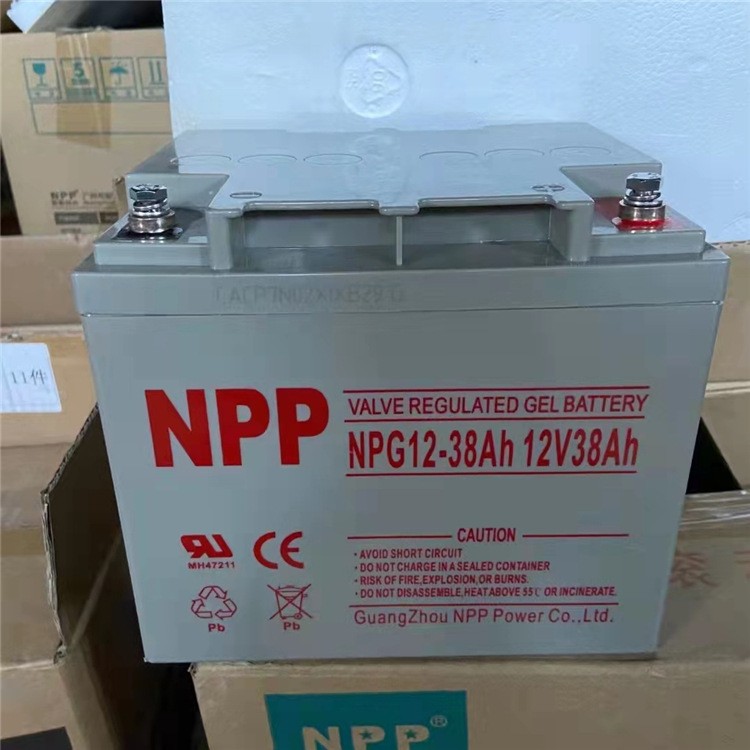 NPP
11件
NPP
VALVE REGULATED GEL BATTERY
NPG12-38Ah 12V38Ah
CAUTION
• AVOID SHORT CIRCUIT
• DO NOT CHARGE IN A SEALED CONTAINER
• RISK OF FIRE,EXPLOSION,OR BURNS.
• DO NOT DISASSEMBLE,HEAT ABOVE 55℃ OR INCINERATE.
GuangZhou NPP Power Co.,Ltd.
MH47211
CE
Pb
Pb
NPP®